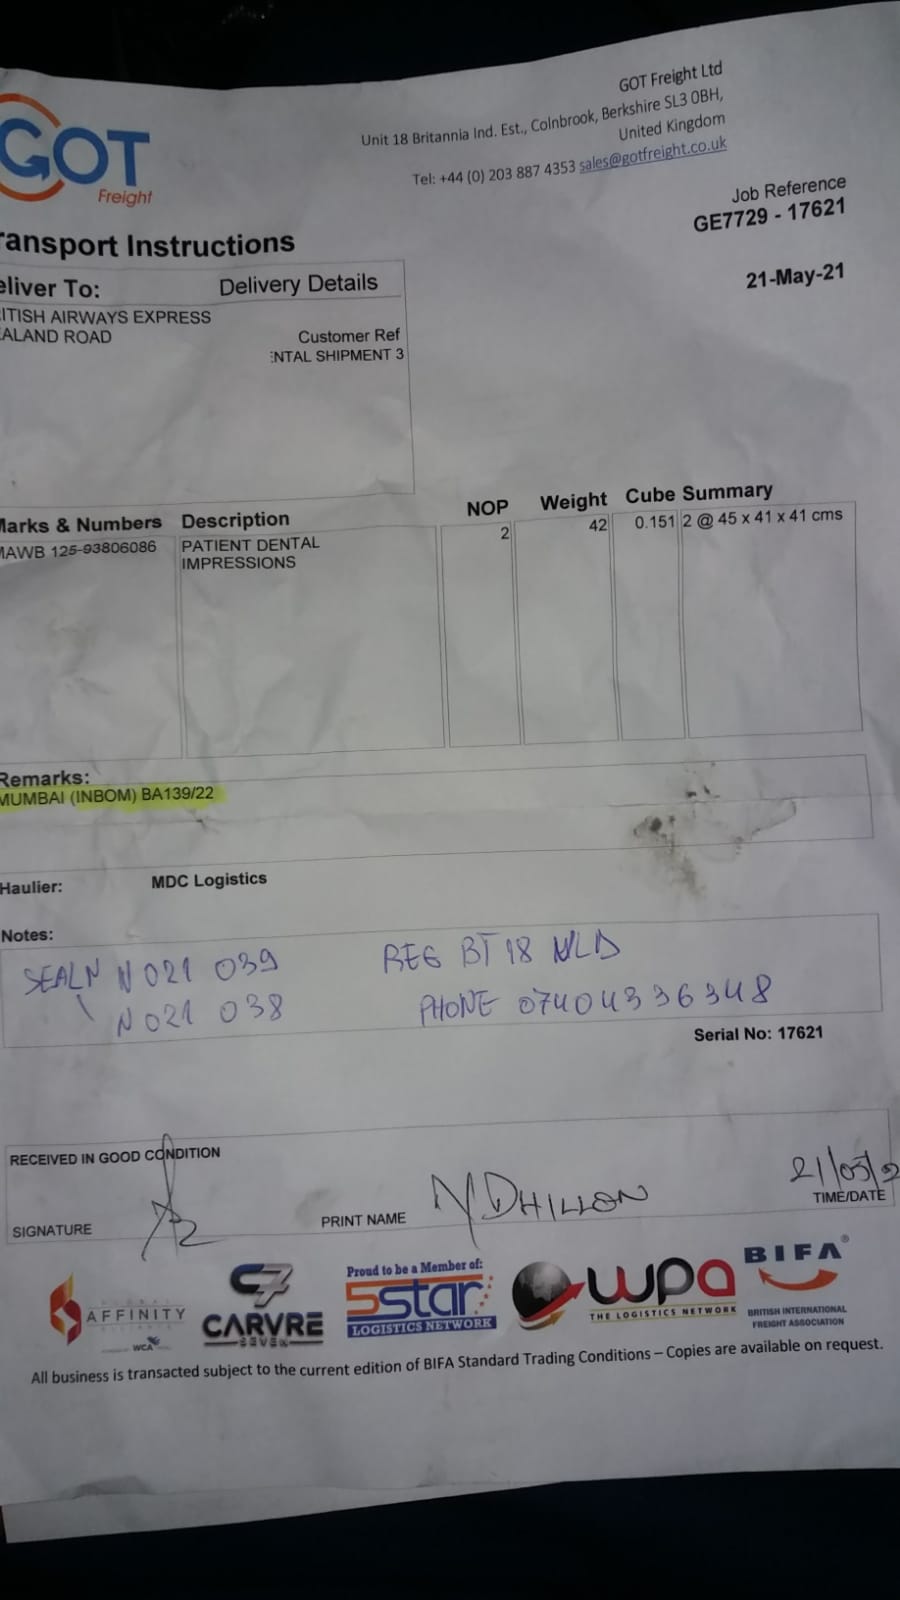 GOT
Freight
GOT Freight Ltd
Unit 18 Britannia Ind. Est., Colnbrook, Berkshire SL3 0BH,
United Kingdom
Tel: +44 (0) 203 887 4353 sales@gotfreight.co.uk
Job Reference
GE7729 - 17621
21-May-21
ransport Instructions
eliver To:
Delivery Details
ITISH AIRWAYS EXPRESS
ALAND ROAD
Customer Ref
ENTAL SHIPMENT 3
Marks & Numbers Description NOP Weight Cube Summary
MAWB 125-93806086 PATIENT DENTAL 2 42 0.151 2 @ 45 x 41 x 41 cms
IMPRESSIONS
Remarks:
MUMBAI (INBOM) BA139/22
Haulier: MDC Logistics
Notes:
SEALN N021 039 REG BT18
N021 038 PHONE 07404336348
Serial No: 17621
RECEIVED IN GOOD CONDITION
SIGNATURE
PRINT NAME
DHILLON
21/05/2
TIME/DATE
AFFINITY
WCA
C7
CARVRE
SEVEN
Proud to be a Member of:
5star
LOGISTICS NETWORK
wpa
THE LOGISTICS NETWORK
BIFA®
BRITISH INTERNATIONAL
FREIGHT ASSOCIATION
All business is transacted subject to the current edition of BIFA Standard Trading Conditions – Copies are available on request.